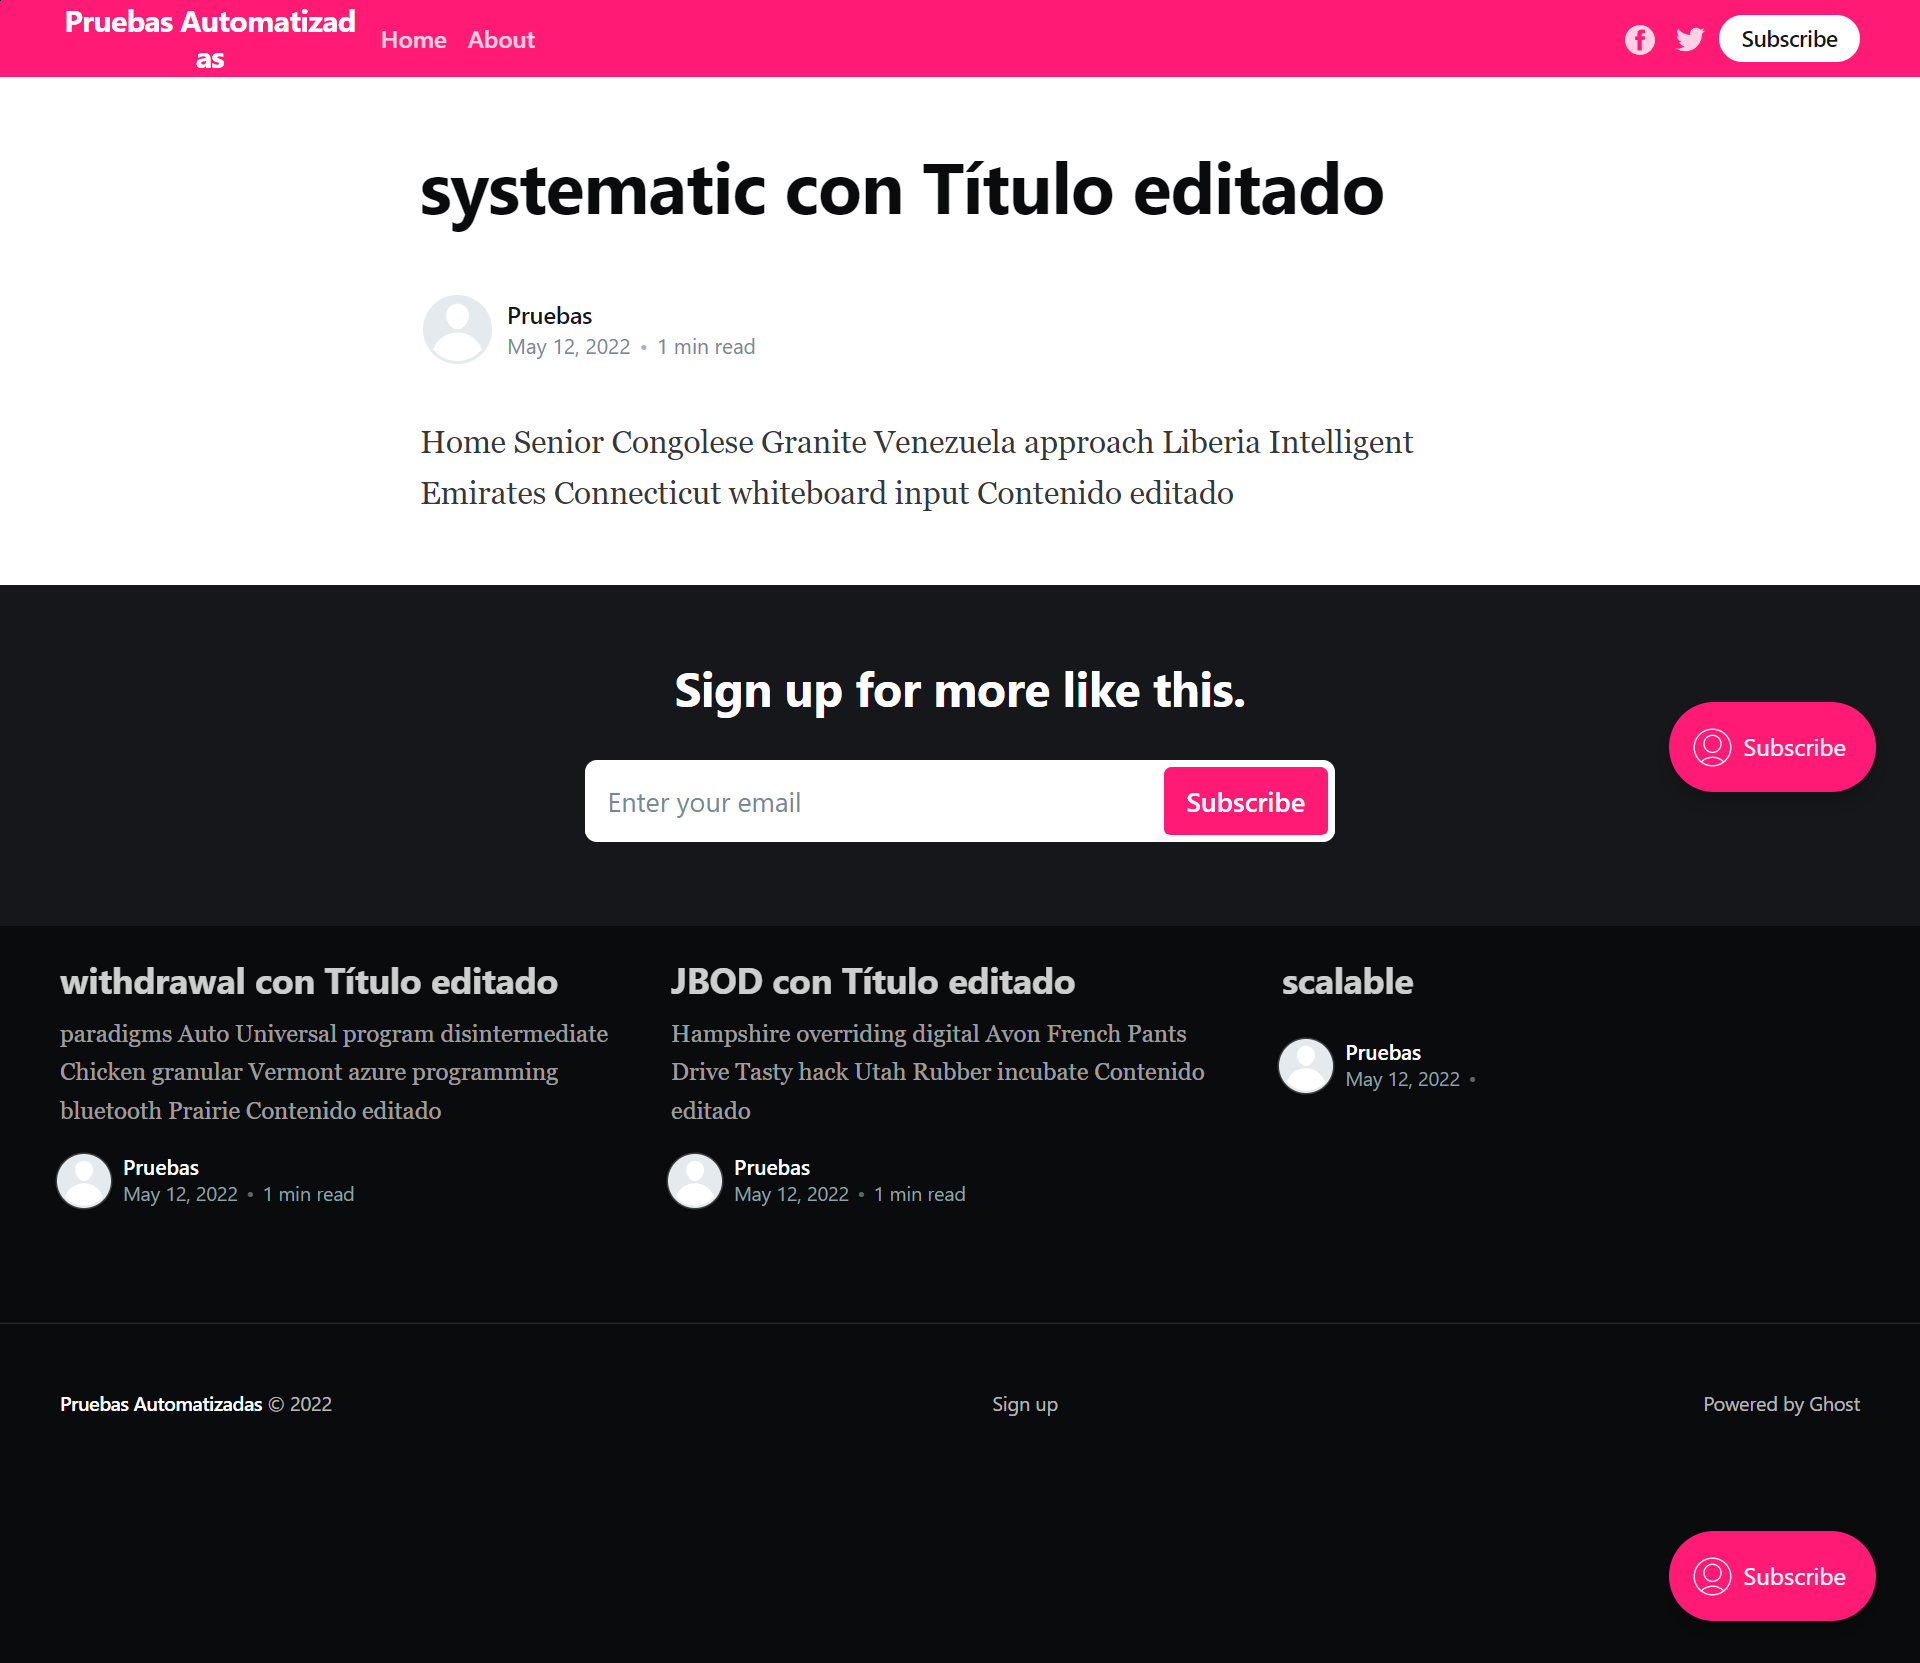 Pruebas Automatizad
as
Home About
Subscribe
systematic con Título editado
Pruebas
May 12, 2022 • 1 min read
Home Senior Congolese Granite Venezuela approach Liberia Intelligent
Emirates Connecticut whiteboard input Contenido editado
Sign up for more like this.
Subscribe
Enter your email
Subscribe
withdrawal con Título editado
paradigms Auto Universal program disintermediate
Chicken granular Vermont azure programming
bluetooth Prairie Contenido editado
Pruebas
May 12, 2022 • 1 min read
JBOD con Título editado
Hampshire overriding digital Avon French Pants
Drive Tasty hack Utah Rubber incubate Contenido
editado
Pruebas
May 12, 2022 • 1 min read
scalable
Pruebas
May 12, 2022 •
Pruebas Automatizadas © 2022
Sign up
Powered by Ghost
Subscribe